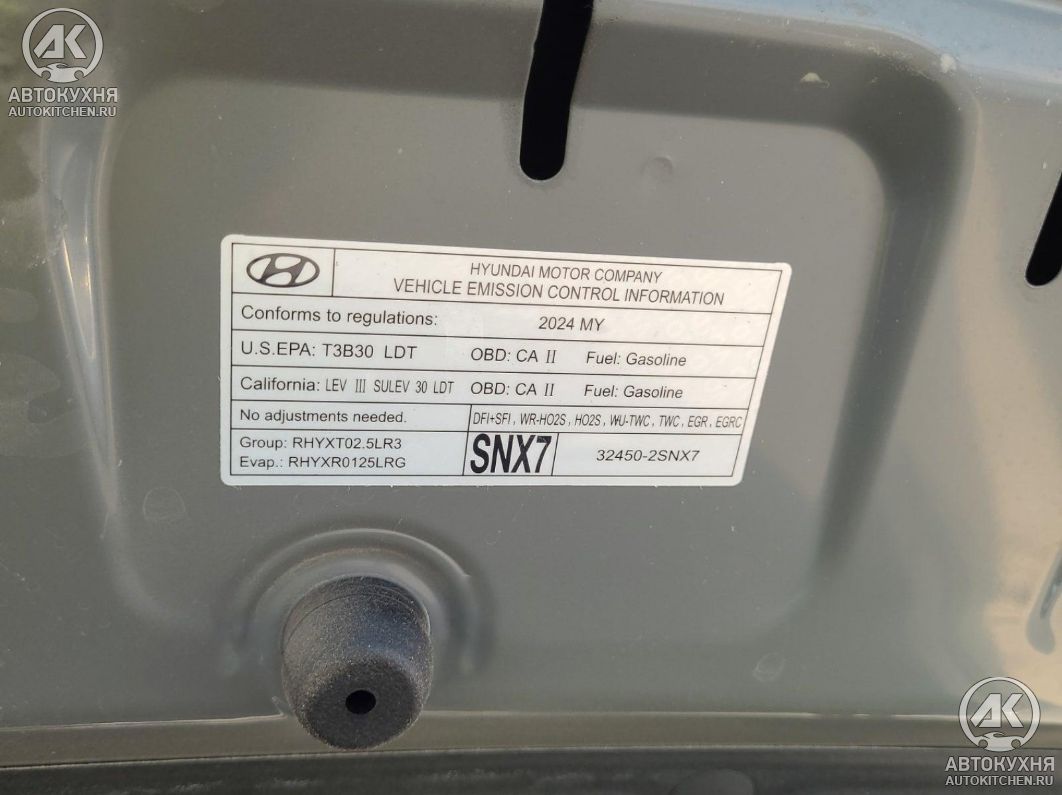 АК
АВТОКУХНЯ
AUTOKITCHEN.RU
HYUNDAI MOTOR COMPANY
VEHICLE EMISSION CONTROL INFORMATION
Conforms to regulations: 2024 MY
U.S.EPA: T3B30 LDT OBD: CA II Fuel: Gasoline
California: LEV III SULEV 30 LDT OBD: CA II Fuel: Gasoline
No adjustments needed. DFI+SFI, WR-HO2S, HO2S, WU-TWC, TWC, EGR, EGRC
Group: RHYXT02.5LR3
Evap.: RHYXR0125LRG
SNX7
32450-2SNX7
АК
АВТОКУХНЯ
AUTOKITCHEN.RU